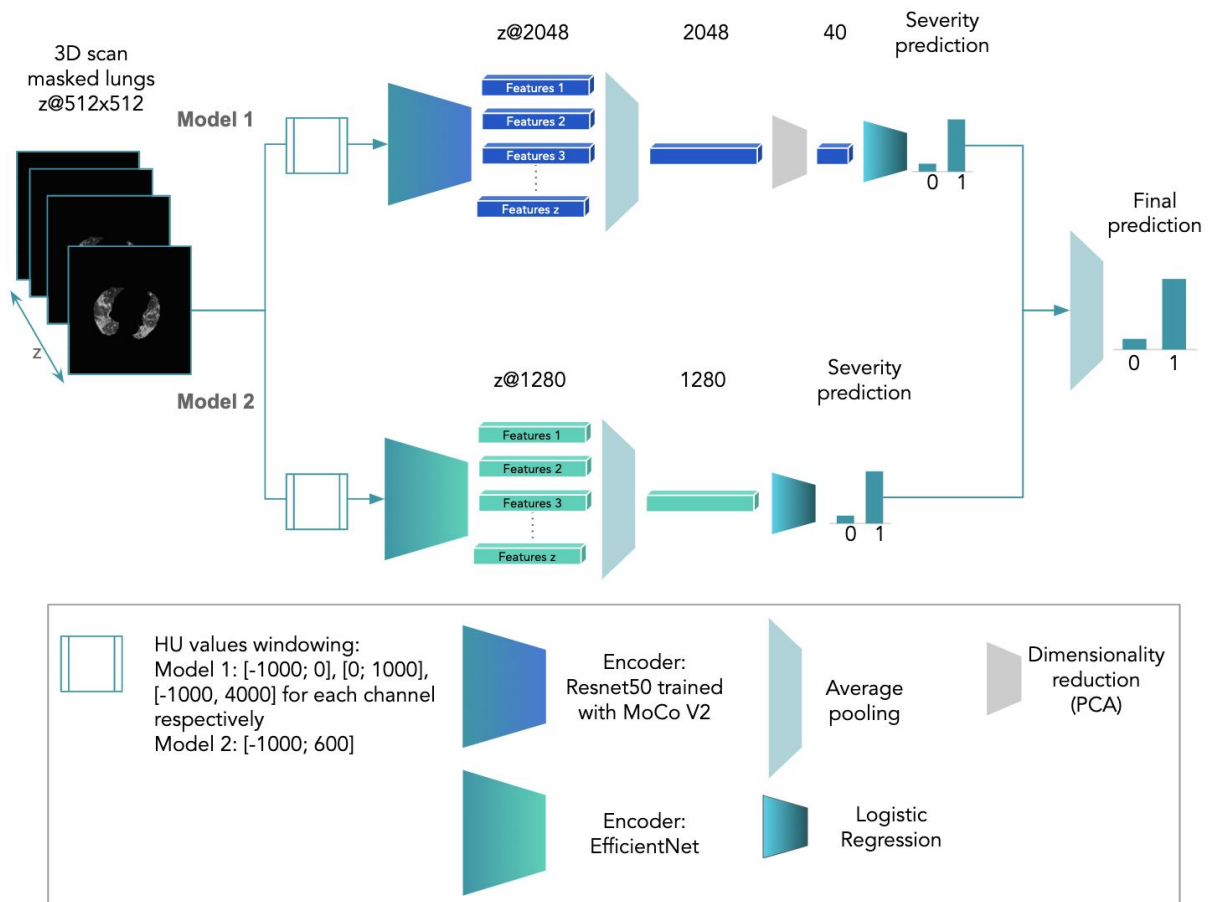 3D scan
masked lungs
z@512x512
z
Model 1
z@2048
2048
40
Severity
prediction
Features 1
Features 2
Features 3
Features z
0 1
Model 2
z@1280
1280
Severity
prediction
Features 1
Features 2
Features 3
Features z
0 1
Final
prediction
0 1
HU values windowing:
Model 1: [-1000; 0], [0; 1000],
[-1000, 4000] for each channel
respectively
Model 2: [-1000; 600]
Encoder:
Resnet50 trained
with MoCo V2
Average
pooling
Dimensionality
reduction
(PCA)
Encoder:
EfficientNet
Logistic
Regression